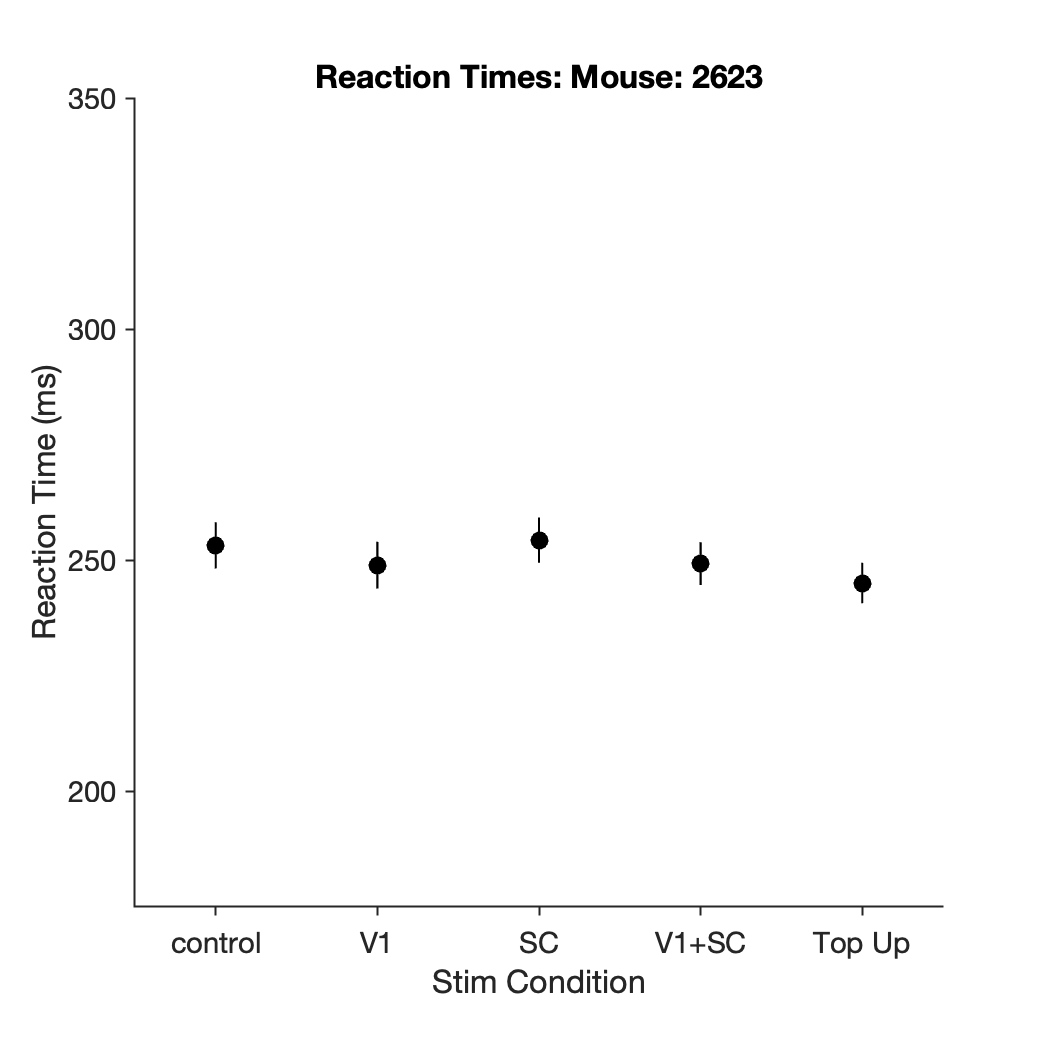 Reaction Times: Mouse: 2623
350
300
250
200
Reaction Time (ms)
control V1 SC V1+SC Top Up
Stim Condition